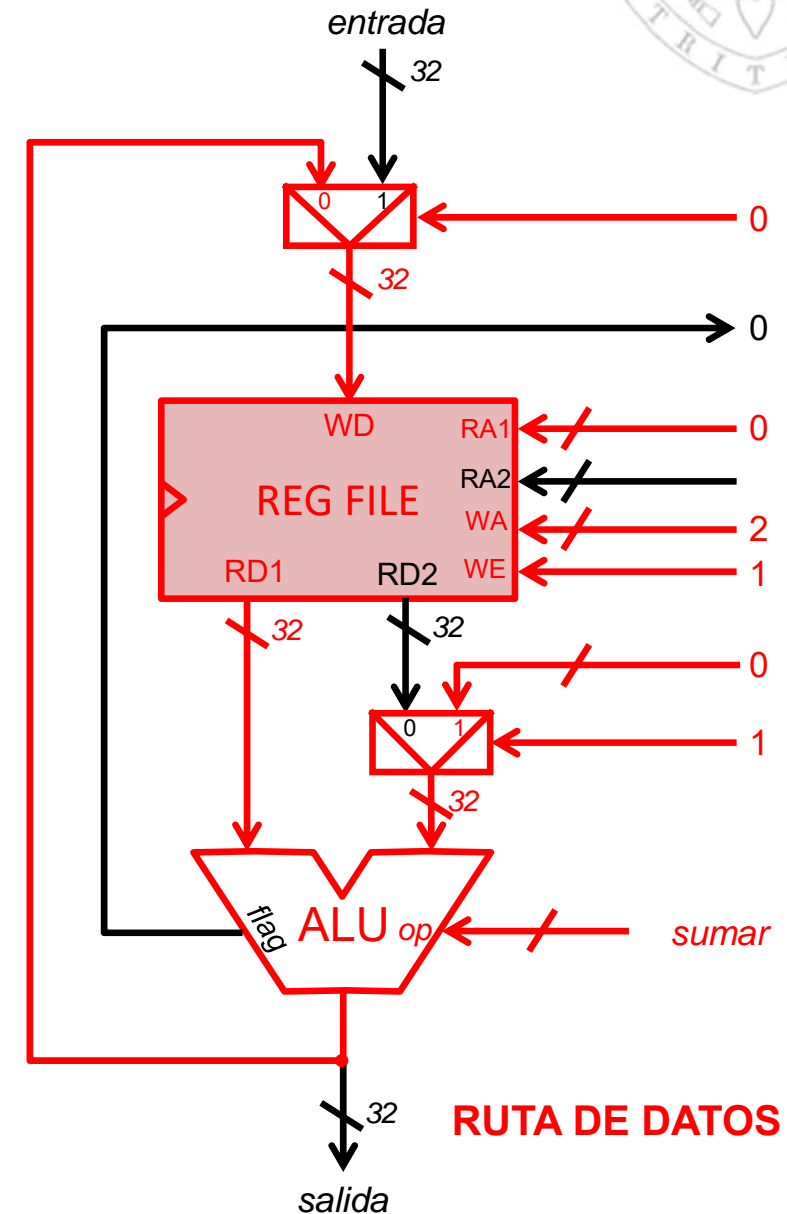 entrada
32
T R I T
0 1
0
32
0
WD
RA1
0
RA2
REG FILE
WA
2
RD1
RD2
WE
1
32
32
0
0 1
1
32
flag
ALU
op
sumar
32
RUTA DE DATOS
salida